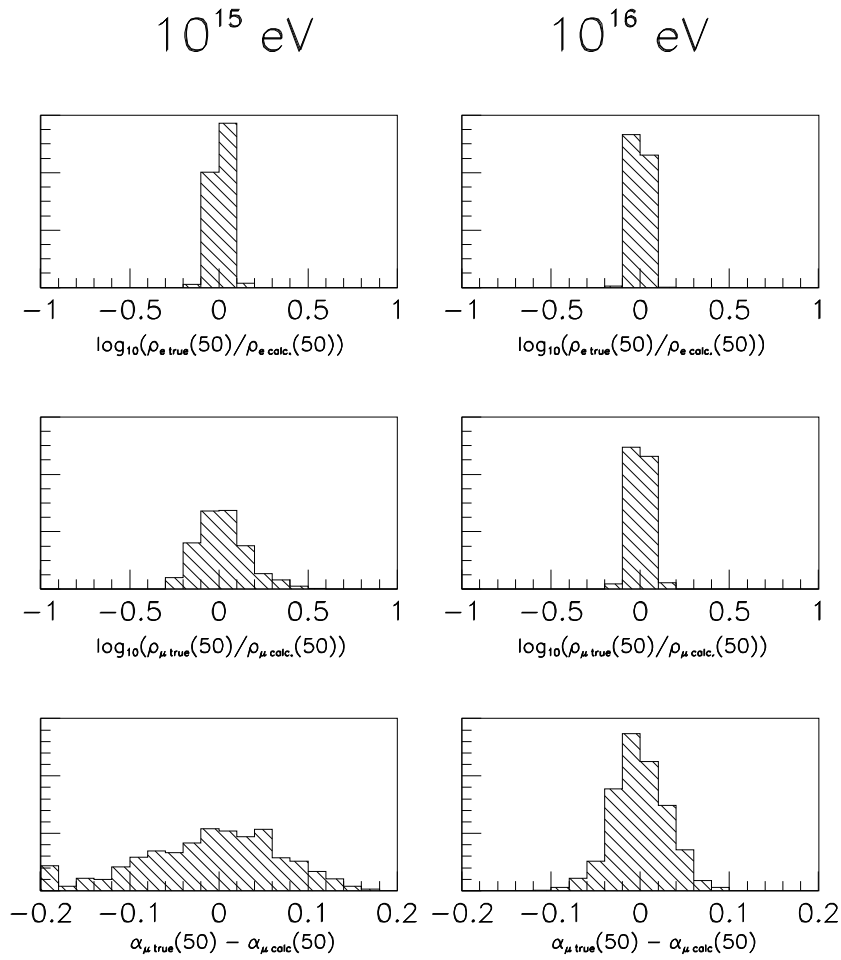 10¹⁵ eV 10¹⁶ eV
−1 −0.5 0 0.5 1 −1 −0.5 0 0.5 1
log₁₀(ρₑ true(50)/ρₑ calc.(50)) log₁₀(ρₑ true(50)/ρₑ calc.(50))
−1 −0.5 0 0.5 1 −1 −0.5 0 0.5 1
log₁₀(ρμ true(50)/ρμ calc.(50)) log₁₀(ρμ true(50)/ρμ calc.(50))
−0.2 −0.1 0 0.1 0.2 −0.2 −0.1 0 0.1 0.2
αμ true(50) − αμ calc(50) αμ true(50) − αμ calc(50)